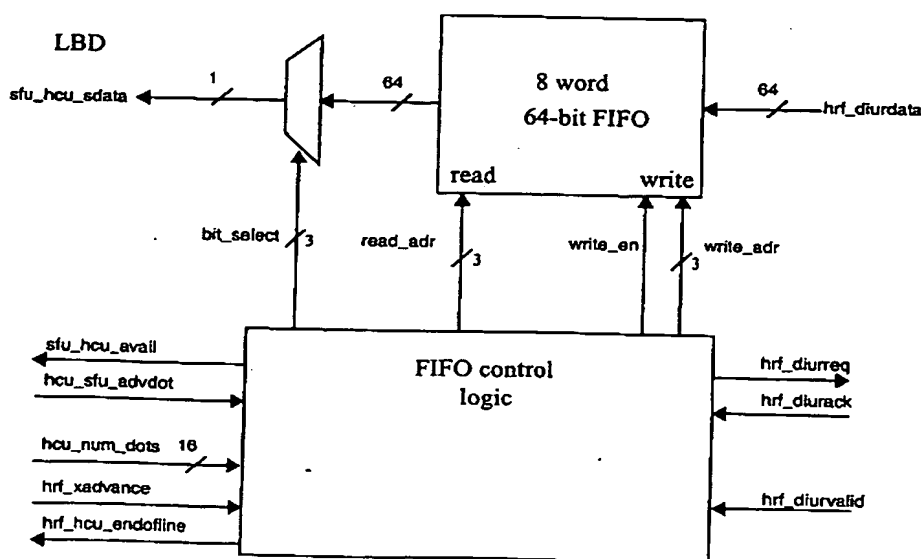 LBD
1
64
8 word
64-bit FIFO
64
sfu_hcu_sdata
hrf_diurdata
read
write
bit_select
3
read_adr
3
write_en
write_adr
3
sfu_hcu_avail
hcu_sfu_advdot
FIFO control
logic
hrf_diurreq
hrf_diurack
hcu_num_dots
16
hrf_xadvance
hrf_hcu_endofline
hrf_diurvalid